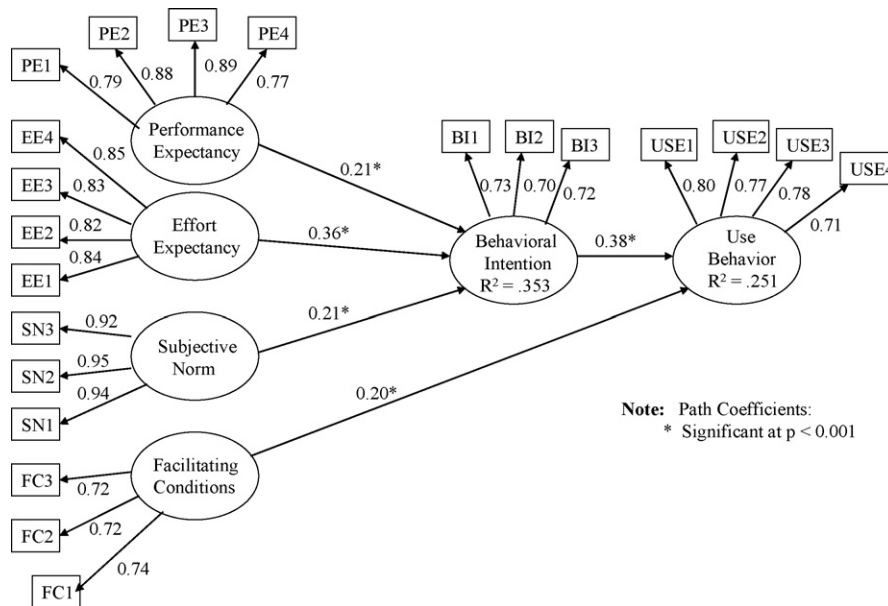 PE1
PE2
PE3
PE4
0.79
0.88
0.89
0.77
Performance
Expectancy
EE4
EE3
EE2
EE1
0.85
0.83
0.82
0.84
Effort
Expectancy
SN3
SN2
SN1
0.92
0.95
0.94
Subjective
Norm
FC3
FC2
FC1
0.72
0.72
0.74
Facilitating
Conditions
0.21*
0.36*
0.21*
0.20*
BI1
BI2
BI3
0.73
0.70
0.72
Behavioral
Intention
R² = .353
0.38*
USE1
USE2
USE3
USE4
0.80
0.77
0.78
0.71
Use
Behavior
R² = .251
Note: Path Coefficients:
* Significant at p < 0.001